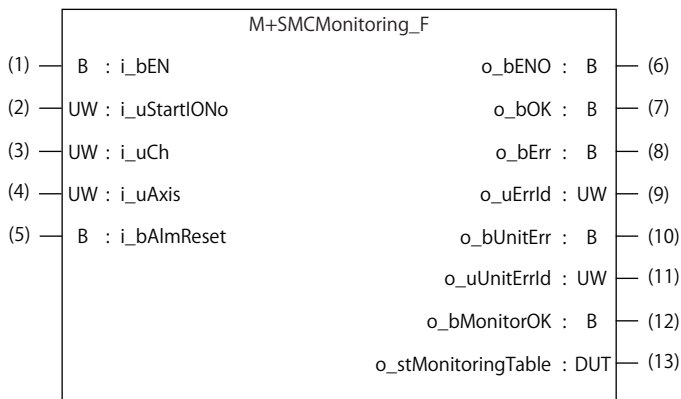 M+SMCMonitoring_F
(1) B : i_bEN o_bENO : B (6)
(2) UW : i_uStartIONo o_bOK : B (7)
(3) UW : i_uCh o_bErr : B (8)
(4) UW : i_uAxis o_uErrId : UW (9)
(5) B : i_bAlmReset o_bUnitErr : B (10)
o_uUnitErrId : UW (11)
o_bMonitorOK : B (12)
o_stMonitoringTable : DUT (13)